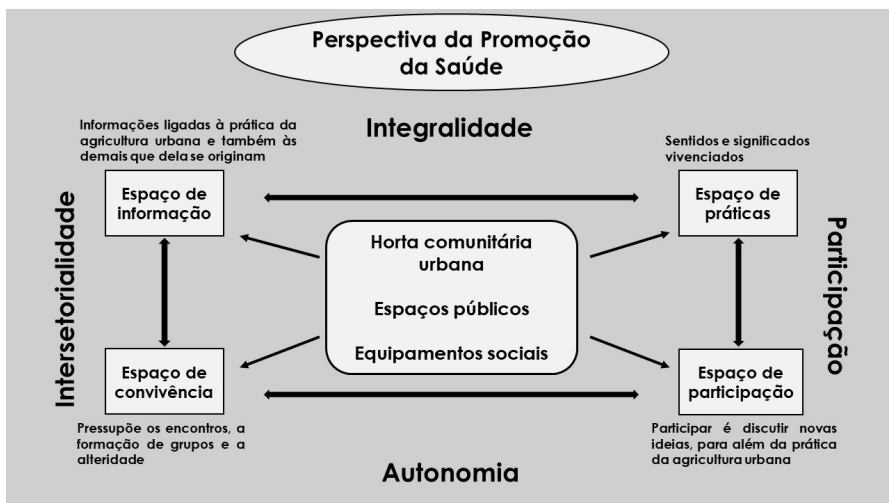 Perspectiva da Promoção
da Saúde
Informações ligadas à prática da
agricultura urbana e também às
demais que dela se originam
Integralidade
Sentidos e significados
vivenciados
Intersetorialidade
Espaço de
informação
Espaço de
práticas
Participação
Horta comunitária
urbana
Espaços públicos
Equipamentos sociais
Espaço de
convivência
Espaço de
participação
Pressupõe os encontros, a
formação de grupos e a
alteridade
Participar é discutir novas
ideias, para além da prática
da agricultura urbana
Autonomia